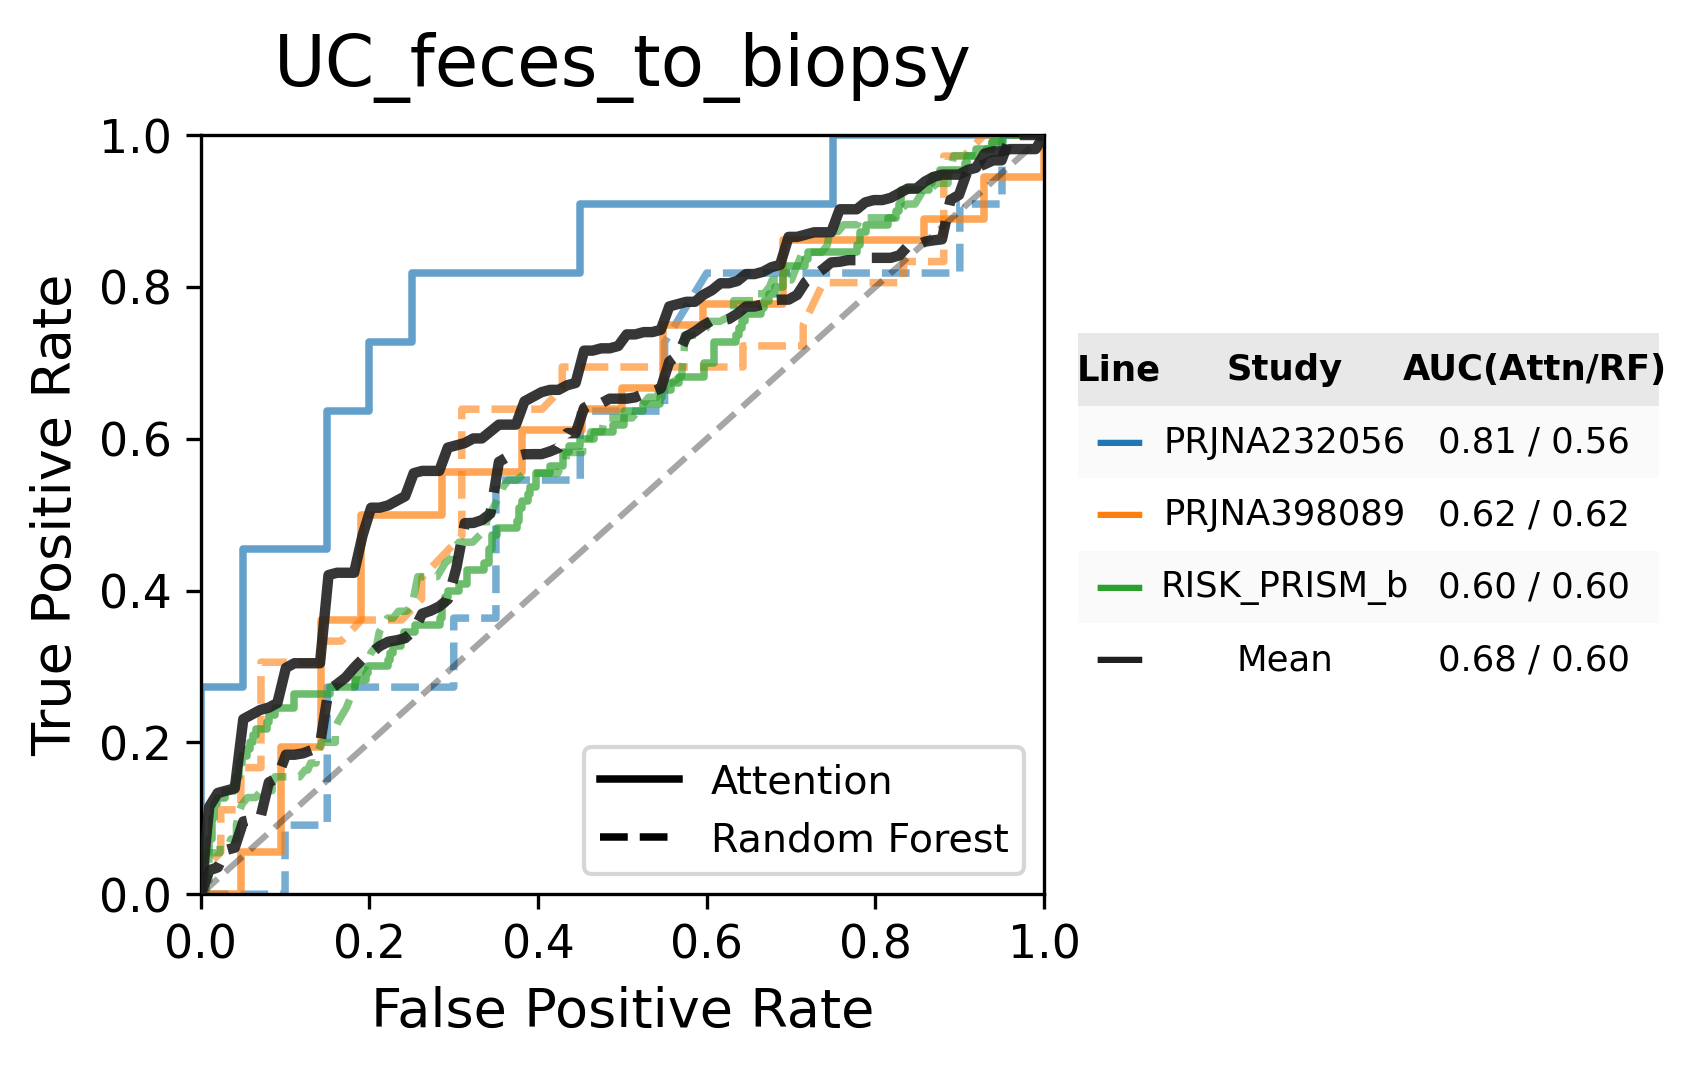 UC_feces_to_biopsy
True Positive Rate
1.0
0.8
0.6
0.4
0.2
0.0
0.0 0.2 0.4 0.6 0.8 1.0
False Positive Rate
Attention
Random Forest
Line Study AUC(Attn/RF)
PRJNA232056 0.81 / 0.56
PRJNA398089 0.62 / 0.62
RISK_PRISM_b 0.60 / 0.60
Mean 0.68 / 0.60